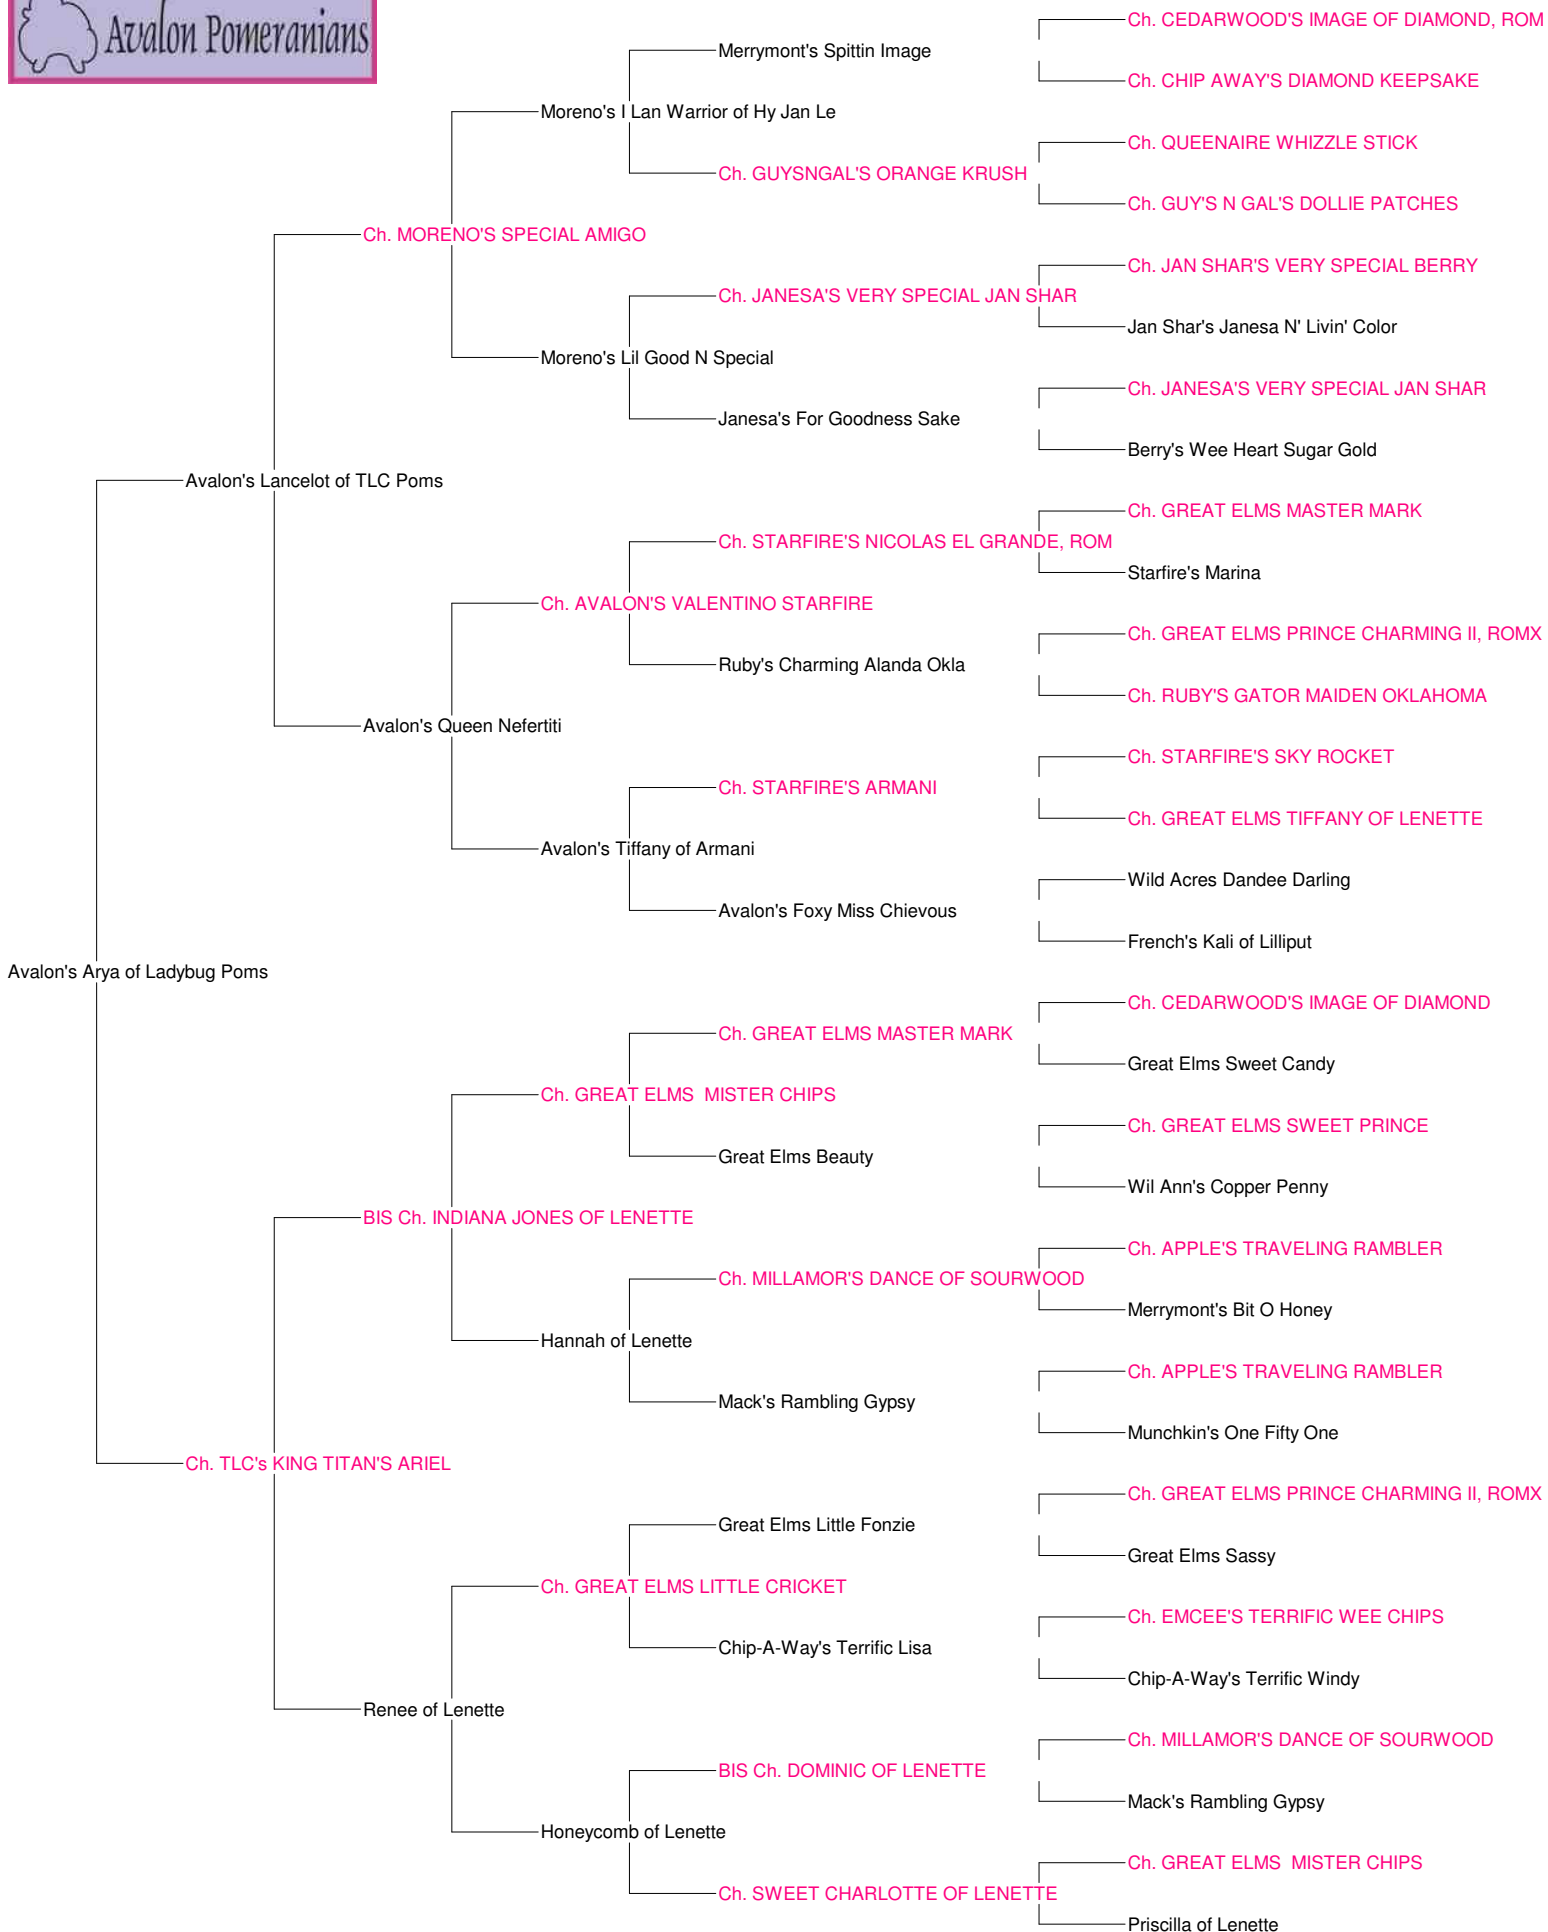 Avalon Pomeranians
Ch. CEDARWOOD'S IMAGE OF DIAMOND, ROM
Merrymont's Spittin Image
Ch. CHIP AWAY'S DIAMOND KEEPSAKE
Moreno's I Lan Warrior of Hy Jan Le
Ch. QUEENAIRE WHIZZLE STICK
Ch. GUYSNGAL'S ORANGE KRUSH
Ch. GUY'S N GAL'S DOLLIE PATCHES
Ch. MORENO'S SPECIAL AMIGO
Ch. JAN SHAR'S VERY SPECIAL BERRY
Ch. JANESA'S VERY SPECIAL JAN SHAR
Jan Shar's Janesa N' Livin' Color
Moreno's Lil Good N Special
Ch. JANESA'S VERY SPECIAL JAN SHAR
Janesa's For Goodness Sake
Berry's Wee Heart Sugar Gold
Avalon's Lancelot of TLC Poms
Ch. GREAT ELMS MASTER MARK
Ch. STARFIRE'S NICOLAS EL GRANDE, ROM
Starfire's Marina
Ch. AVALON'S VALENTINO STARFIRE
Ch. GREAT ELMS PRINCE CHARMING II, ROMX
Ruby's Charming Alanda Okla
Ch. RUBY'S GATOR MAIDEN OKLAHOMA
Avalon's Queen Nefertiti
Ch. STARFIRE'S SKY ROCKET
Ch. STARFIRE'S ARMANI
Ch. GREAT ELMS TIFFANY OF LENETTE
Avalon's Tiffany of Armani
Wild Acres Dandee Darling
Avalon's Foxy Miss Chievous
French's Kali of Lilliput
Avalon's Arya of Ladybug Poms
Ch. CEDARWOOD'S IMAGE OF DIAMOND
Ch. GREAT ELMS MASTER MARK
Great Elms Sweet Candy
Ch. GREAT ELMS  MISTER CHIPS
Ch. GREAT ELMS SWEET PRINCE
Great Elms Beauty
Wil Ann's Copper Penny
BIS Ch. INDIANA JONES OF LENETTE
Ch. APPLE'S TRAVELING RAMBLER
Ch. MILLAMOR'S DANCE OF SOURWOOD
Merrymont's Bit O Honey
Hannah of Lenette
Ch. APPLE'S TRAVELING RAMBLER
Mack's Rambling Gypsy
Munchkin's One Fifty One
Ch. TLC's KING TITAN'S ARIEL
Ch. GREAT ELMS PRINCE CHARMING II, ROMX
Great Elms Little Fonzie
Great Elms Sassy
Ch. GREAT ELMS LITTLE CRICKET
Ch. EMCEE'S TERRIFIC WEE CHIPS
Chip-A-Way's Terrific Lisa
Chip-A-Way's Terrific Windy
Renee of Lenette
Ch. MILLAMOR'S DANCE OF SOURWOOD
BIS Ch. DOMINIC OF LENETTE
Mack's Rambling Gypsy
Honeycomb of Lenette
Ch. GREAT ELMS  MISTER CHIPS
Ch. SWEET CHARLOTTE OF LENETTE
Priscilla of Lenette